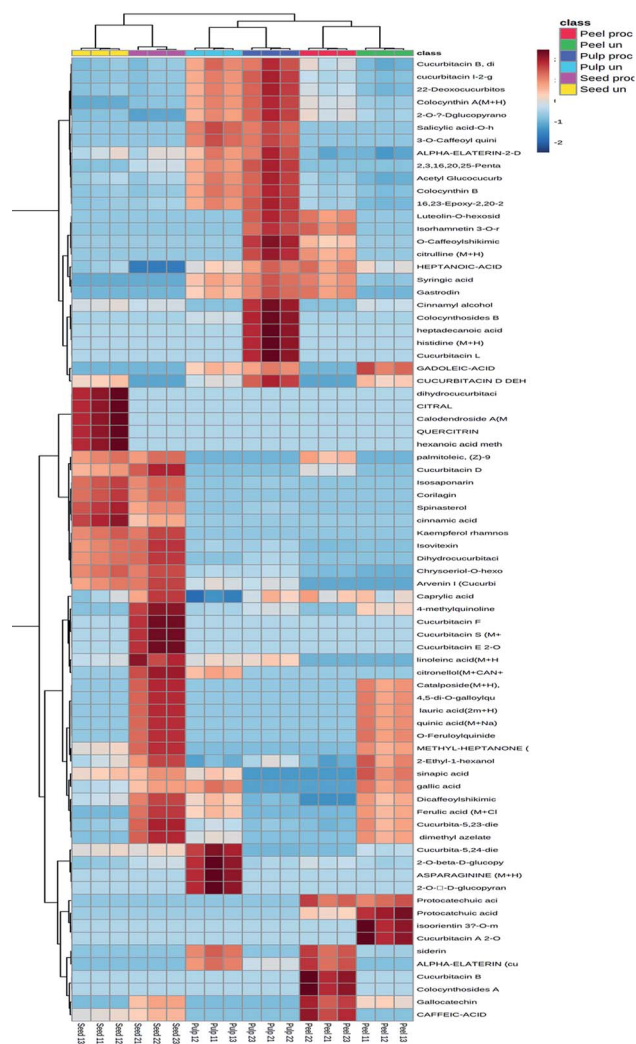 class
Peel proc
Peel un
Pulp proc
Pulp un
Seed proc
Seed un
-2
class
Cucurbitacin B, di
cucurbitacin I-2-g
22-Deoxocucurbitos
Colocynthin A(M+H)
2-O-?-Dglucopyrano
Salicylic acid-O-h
3-O-Caffeoyl quini
ALPHA-ELATERIN-2-D
2,3,16,20,25-Penta
Acetyl Glucocucurb
Colocynthin B
16,23-Epoxy-2,20-2
Luteolin-O-hexosid
Isorhamnetin 3-O-r
O-Caffeoylshikimic
citrulline (M+H)
HEPTANOIC-ACID
Syringic acid
Gastrodin
Cinnamyl alcohol
Colocynthosides B
heptadecanoic acid
histidine (M+H)
Cucurbitacin L
GADOLEIC-ACID
CUCURBITACIN D DEH
dihydrocucurbitaci
CITRAL
Calodendroside A(M
QUERCITRIN
hexanoic acid meth
palmitoleic, (Z)-9
Cucurbitacin D
Isosaponarin
Corilagin
Spinasterol
cinnamic acid
Kaempferol rhamnos
Isovitexin
Dihydrocucurbitaci
Chrysoeriol-O-hexo
Arvenin I (Cucurbi
Caprylic acid
4-methylquinoline
Cucurbitacin F
Cucurbitacin S (M+
Cucurbitacin E 2-O
linoleinc acid(M+H
citronellol(M+CAN+
Catalposide(M+H),
4,5-di-O-galloylqu
lauric acid(2m+H)
quinic acid(M+Na)
O-Feruloylquinide
METHYL-HEPTANONE (
2-Ethyl-1-hexanol
sinapic acid
gallic acid
Dicaffeoylshikimic
Ferulic acid (M+Cl
Cucurbita-5,23-die
dimethyl azelate
Cucurbita-5,24-die
2-O-beta-D-glucopy
ASPARAGININE (M+H)
2-O-□-D-glucopyran
Protocatechuic aci
Protocatchuic acid
isoorientin 3?-O-m
Cucurbitacin A 2-O
siderin
ALPHA-ELATERIN (cu
Cucurbitacin B
Colocynthosides A
Gallocatechin
CAFFEIC-ACID
Seed 13
Seed 11
Seed 12
Seed 21
Seed 22
Seed 23
Pulp 12
Pulp 11
Pulp 13
Pulp 23
Pulp 21
Pulp 22
Peel 22
Peel 21
Peel 23
Peel 11
Peel 12
Peel 13